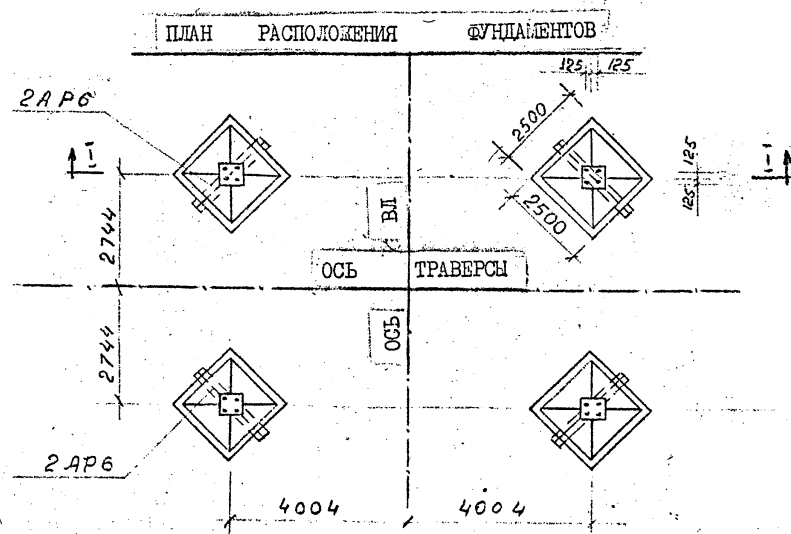 ПЛАН РАСПОЛОЖЕНИЯ ФУНДАМЕНТОВ
125 125
2АР6
2500
I I
125
125
2500
ВЛ
2744
ОСЬ ТРАВЕРСЫ
ОСЬ
2744
2АР6
4004 4004